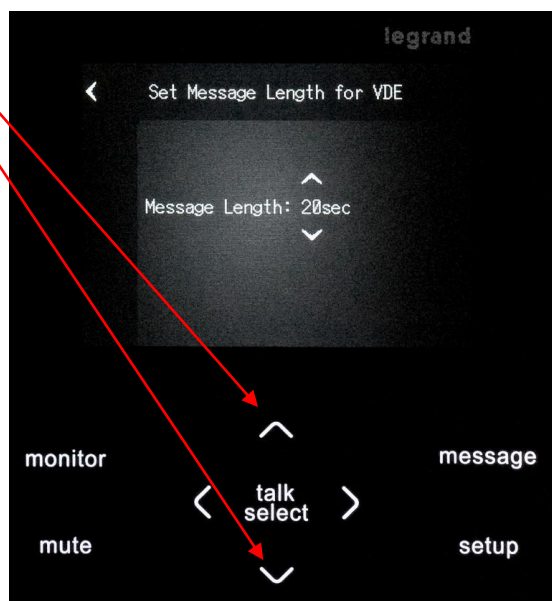 legrand
Set Message Length for VDE
Message Length: 20sec
monitor
message
talk
select
mute
setup